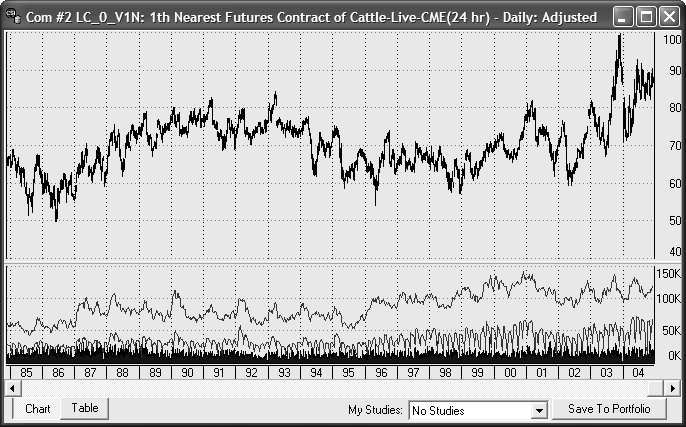 CSI
Com #2 LC_0_V1N: 1th Nearest Futures Contract of Cattle-Live-CME(24 hr) - Daily: Adjusted
100
90
80
70
60
50
40
150K
100K
50K
0K
85 86 87 88 89 90 91 92 93 94 95 96 97 98 99 00 01 02 03 04
Chart Table My Studies: No Studies Save To Portfolio